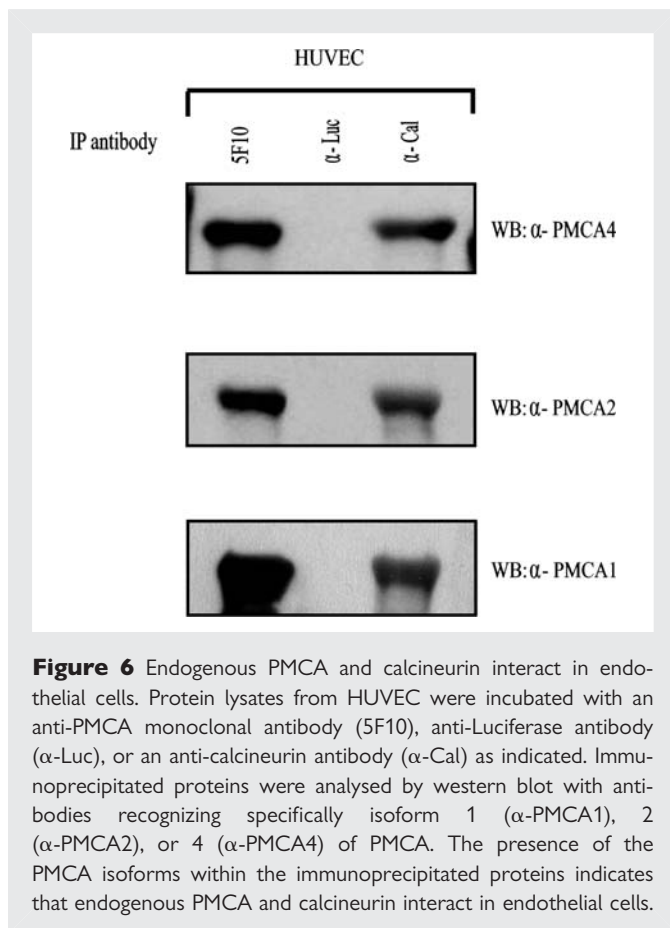 HUVEC
IP antibody
5F10
α- Luc
α- Cal
WB: α- PMCA4
WB: α- PMCA2
WB: α- PMCA1
Figure 6 Endogenous PMCA and calcineurin interact in endo-
thelial cells. Protein lysates from HUVEC were incubated with an
anti-PMCA monoclonal antibody (5F10), anti-Luciferase antibody
(α-Luc), or an anti-calcineurin antibody (α-Cal) as indicated. Immu-
noprecipitated proteins were analysed by western blot with anti-
bodies recognizing specifically isoform 1 (α-PMCA1), 2
(α-PMCA2), or 4 (α-PMCA4) of PMCA. The presence of the
PMCA isoforms within the immunoprecipitated proteins indicates
that endogenous PMCA and calcineurin interact in endothelial cells.